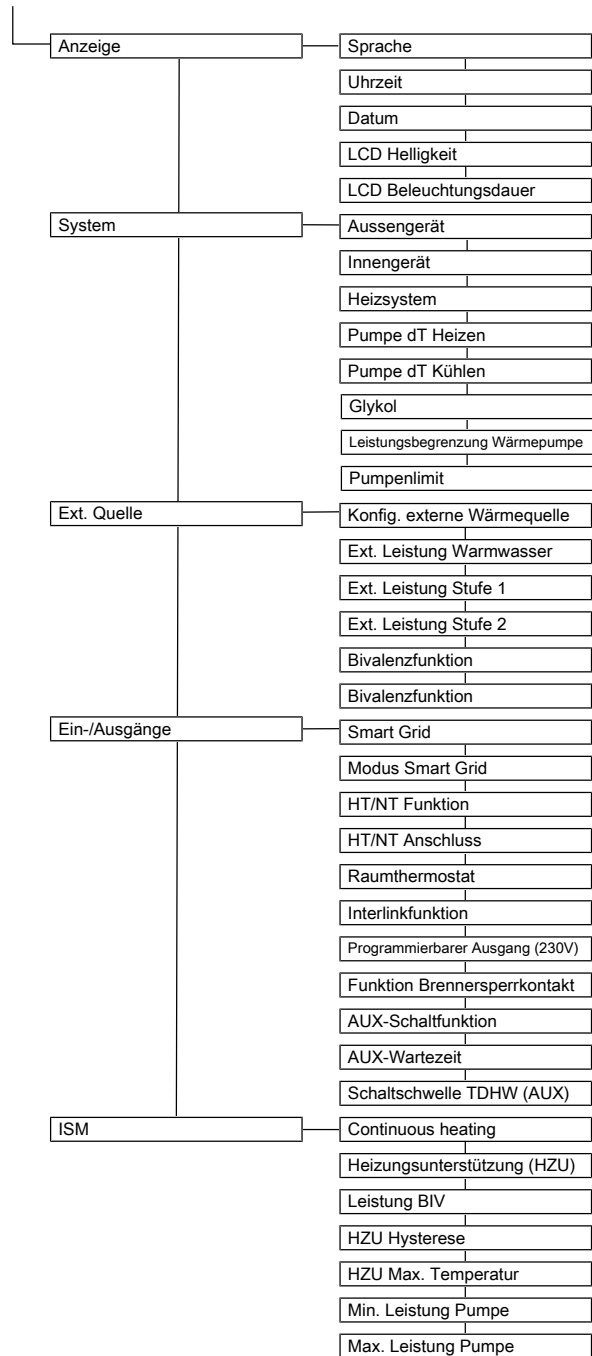 Anzeige
Sprache
Uhrzeit
Datum
LCD Helligkeit
LCD Beleuchtungsdauer
System
Aussengerät
Innengerät
Heizsystem
Pumpe dT Heizen
Pumpe dT Kühlen
Glykol
Leistungsbegrenzung Wärmepumpe
Pumpenlimit
Ext. Quelle
Konfig. externe Wärmequelle
Ext. Leistung Warmwasser
Ext. Leistung Stufe 1
Ext. Leistung Stufe 2
Bivalenzfunktion
Bivalenzfunktion
Ein-/Ausgänge
Smart Grid
Modus Smart Grid
HT/NT Funktion
HT/NT Anschluss
Raumthermostat
Interlinkfunktion
Programmierbarer Ausgang (230V)
Funktion Brennersperrkontakt
AUX-Schaltfunktion
AUX-Wartezeit
Schaltschwelle TDHW (AUX)
ISM
Continuous heating
Heizungsunterstützung (HZU)
Leistung BIV
HZU Hysterese
HZU Max. Temperatur
Min. Leistung Pumpe
Max. Leistung Pumpe